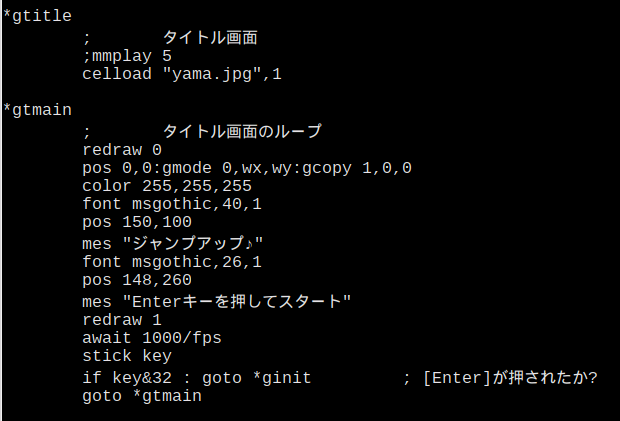 *gtitle
;	タイトル画面
;mmplay 5
celload "yama.jpg",1
*gtmain
;	タイトル画面のループ
redraw 0
pos 0,0:gmode 0,wx,wy:gcopy 1,0,0
color 255,255,255
font msgothic,40,1
pos 150,100
mes "ジャンプアップ♪"
font msgothic,26,1
pos 148,260
mes "Enterキーを押してスタート"
redraw 1
await 1000/fps
stick key
if key&32 : goto *ginit	; [Enter]が押されたか?
goto *gtmain